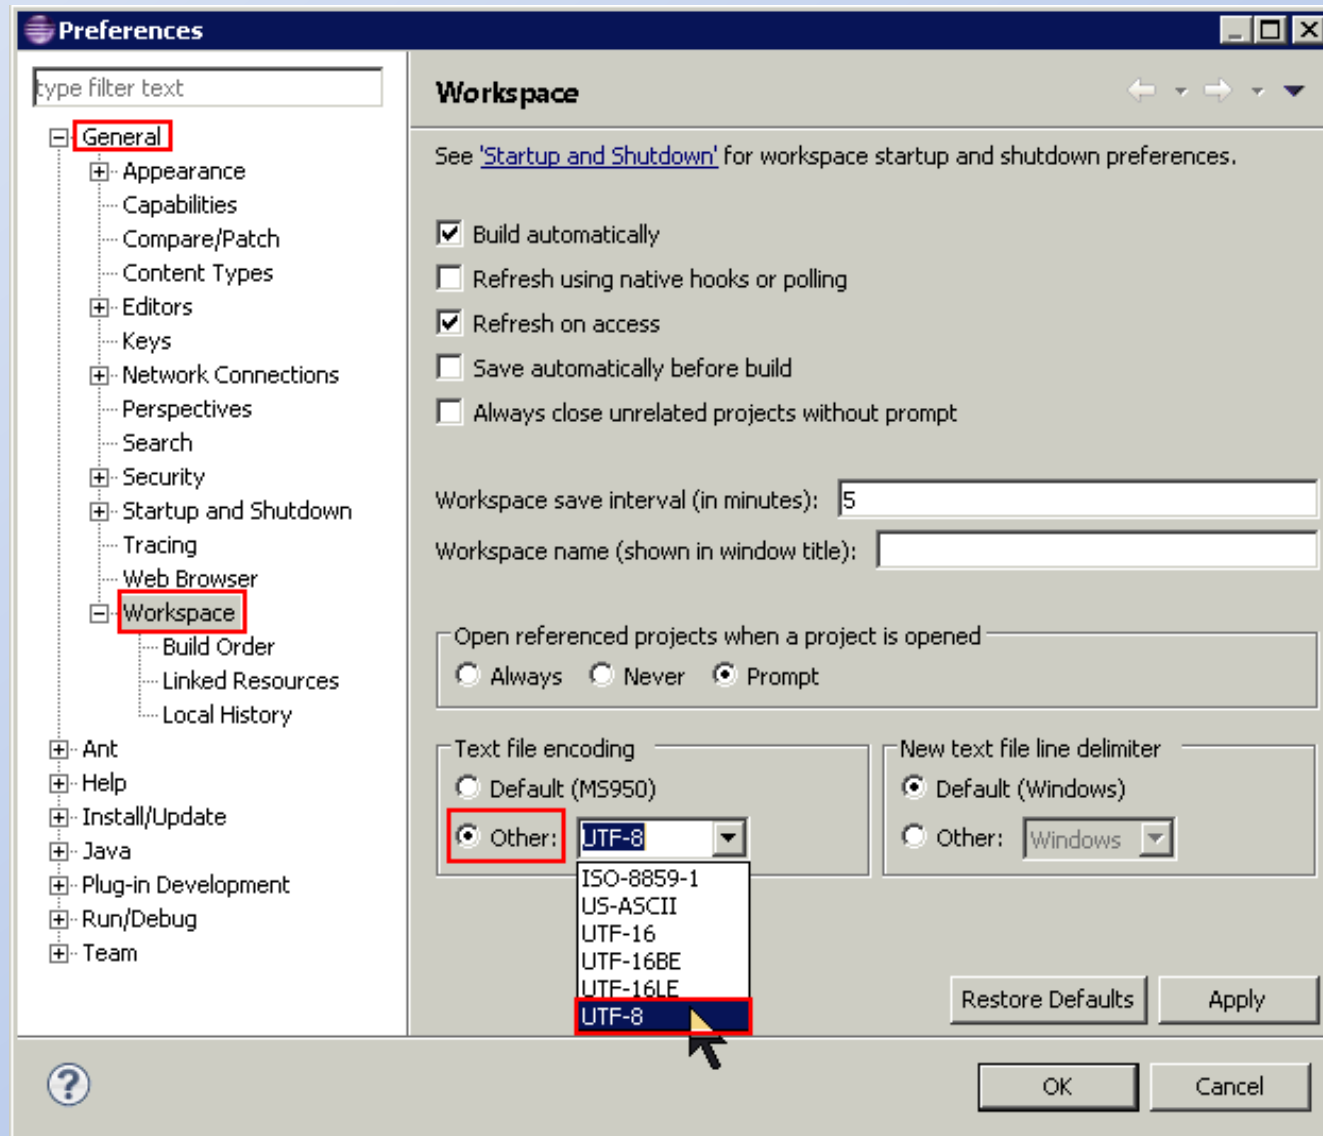 Preferences
type filter text
General
Appearance
Capabilities
Compare/Patch
Content Types
Editors
Keys
Network Connections
Perspectives
Search
Security
Startup and Shutdown
Tracing
Web Browser
Workspace
Build Order
Linked Resources
Local History
Ant
Help
Install/Update
Java
Plug-in Development
Run/Debug
Team
Workspace
See 'Startup and Shutdown' for workspace startup and shutdown preferences.
Build automatically
Refresh using native hooks or polling
Refresh on access
Save automatically before build
Always close unrelated projects without prompt
Workspace save interval (in minutes): 5
Workspace name (shown in window title):
Open referenced projects when a project is opened
Always Never Prompt
Text file encoding
Default (MS950)
Other: UTF-8
ISO-8859-1
US-ASCII
UTF-16
UTF-16BE
UTF-16LE
UTF-8
New text file line delimiter
Default (Windows)
Other: Windows
Restore Defaults Apply
OK Cancel